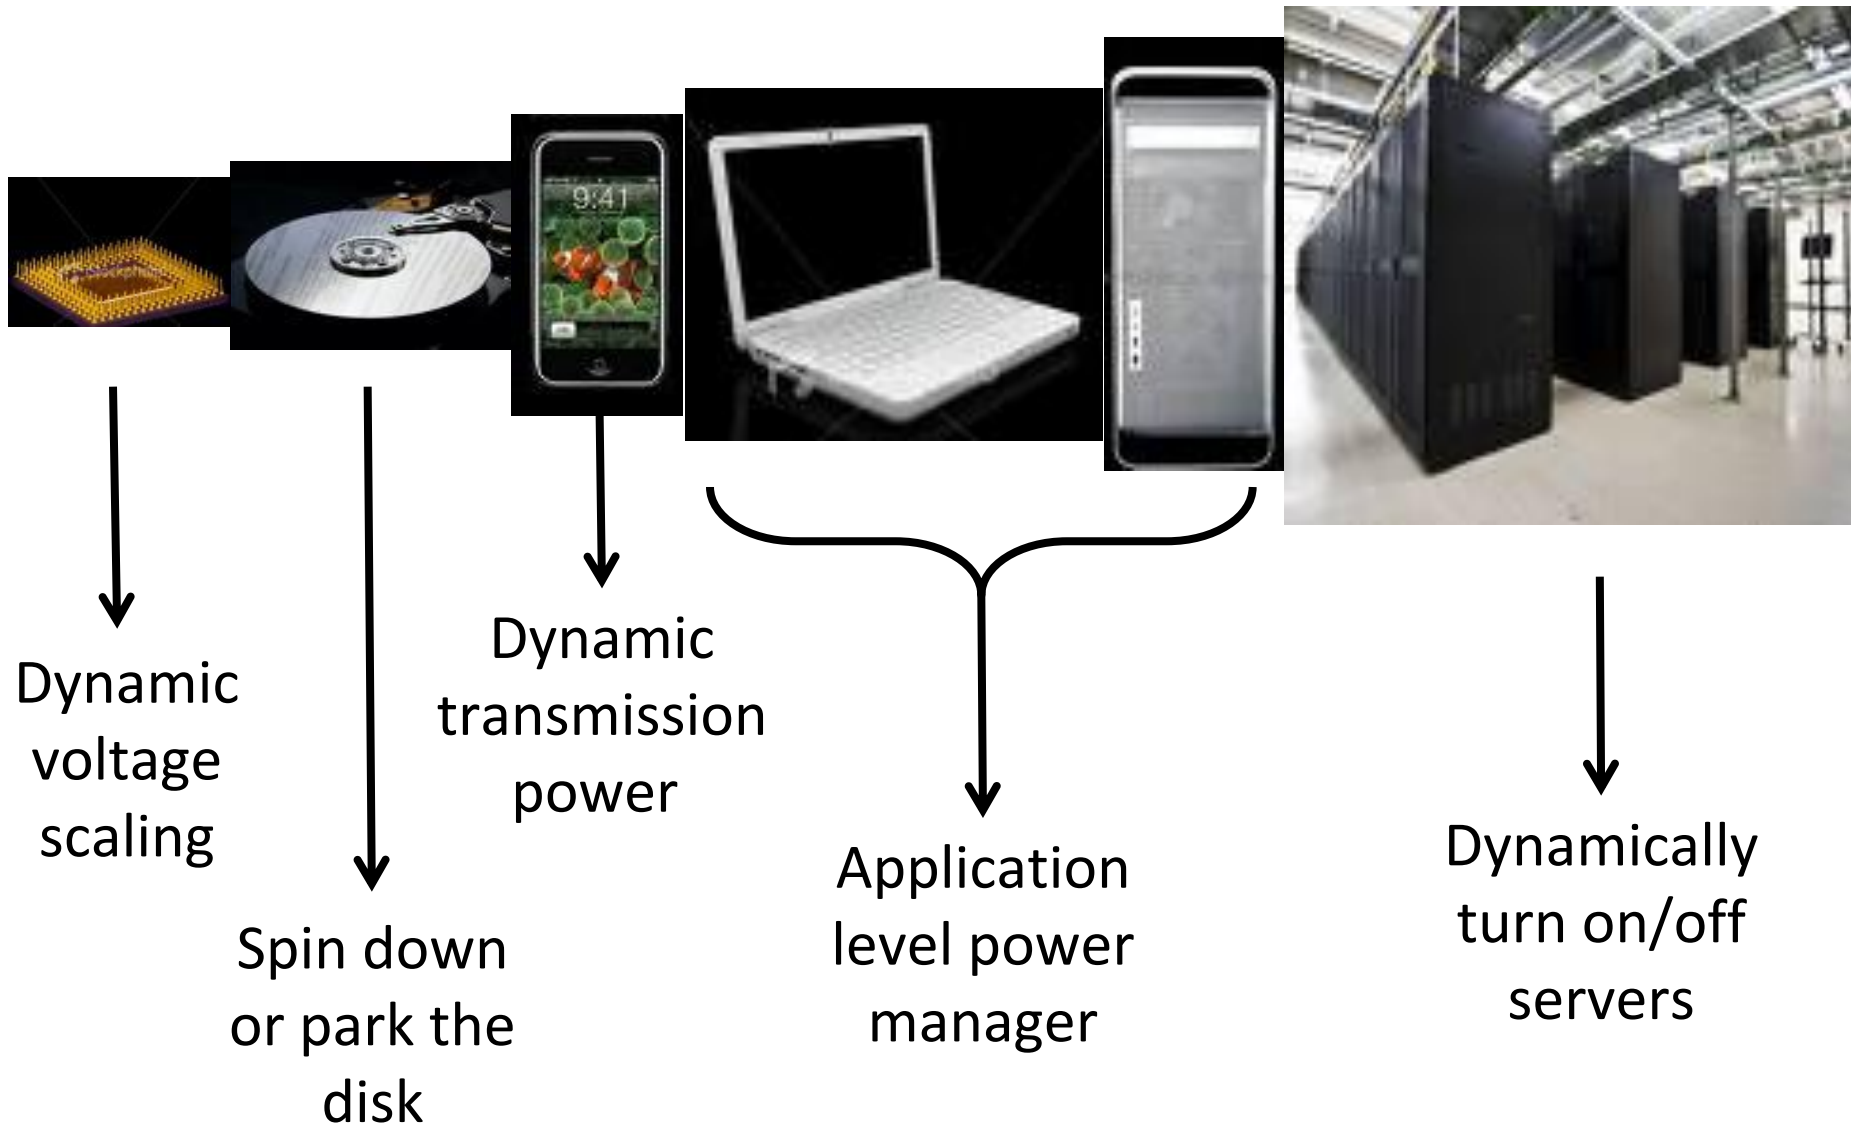 9:41
Dynamic
voltage
scaling
Spin down
or park the
disk
Dynamic
transmission
power
Application
level power
manager
Dynamically
turn on/off
servers